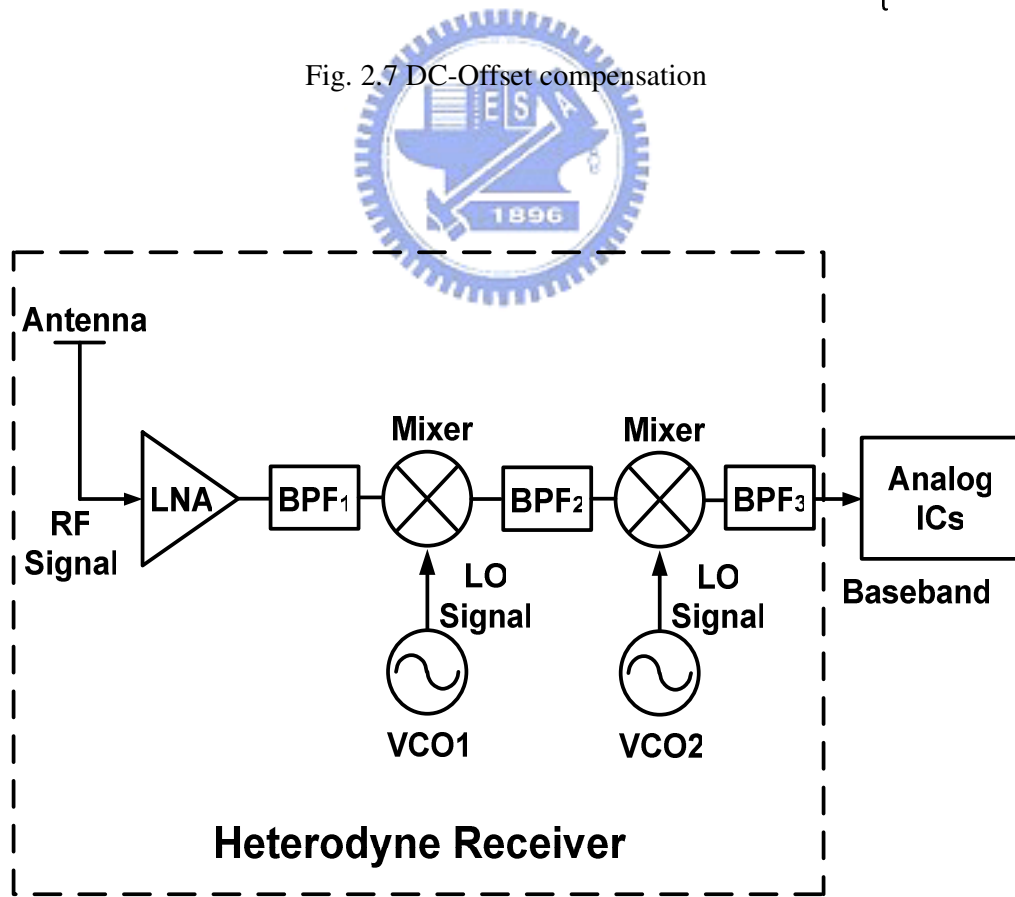 t
Fig. 2.7 DC-Offset compensation
E S A
1896
Antenna
Mixer
Mixer
LNA
BPF1
BPF2
BPF3
Analog
ICs
RF
Signal
LO
Signal
LO
Signal
Baseband
VCO1
VCO2
Heterodyne Receiver